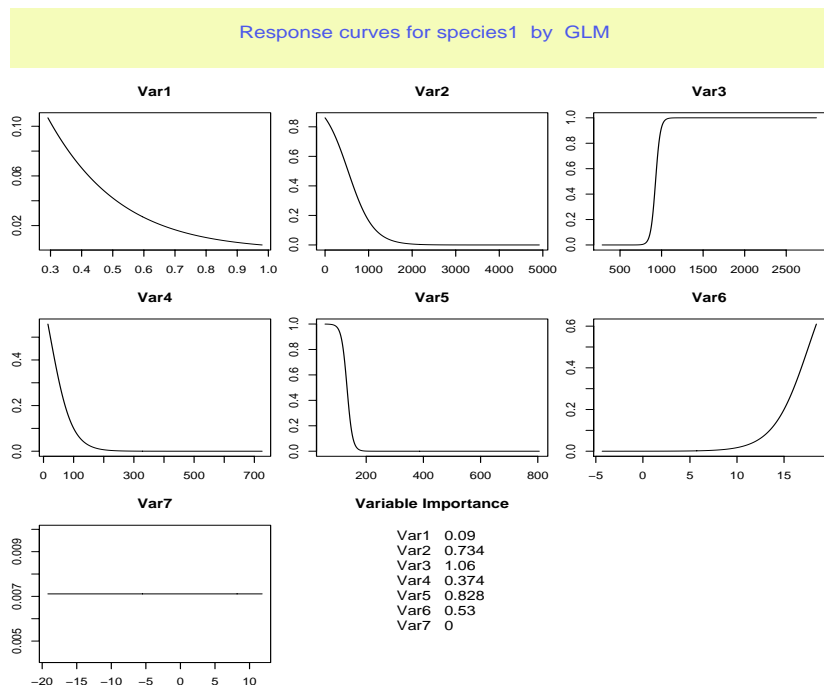 Response curves for species1 by GLM
Var1
Var2
Var3
0.02 0.06 0.10
0.0 0.2 0.4 0.6 0.8
0.0 0.2 0.4 0.6 0.8 1.0
0.3 0.4 0.5 0.6 0.7 0.8 0.9 1.0
0 1000 2000 3000 4000 5000
500 1000 1500 2000 2500
Var4
Var5
Var6
0.0 0.2 0.4
0.0 0.2 0.4 0.6 0.8 1.0
0.0 0.2 0.4 0.6
0 100 300 500 700
200 400 600 800
−5 0 5 10 15
Var7
0.005 0.007 0.009
−20 −15 −10 −5 0 5 10
Variable Importance
Var1 0.09
Var2 0.734
Var3 1.06
Var4 0.374
Var5 0.828
Var6 0.53
Var7 0